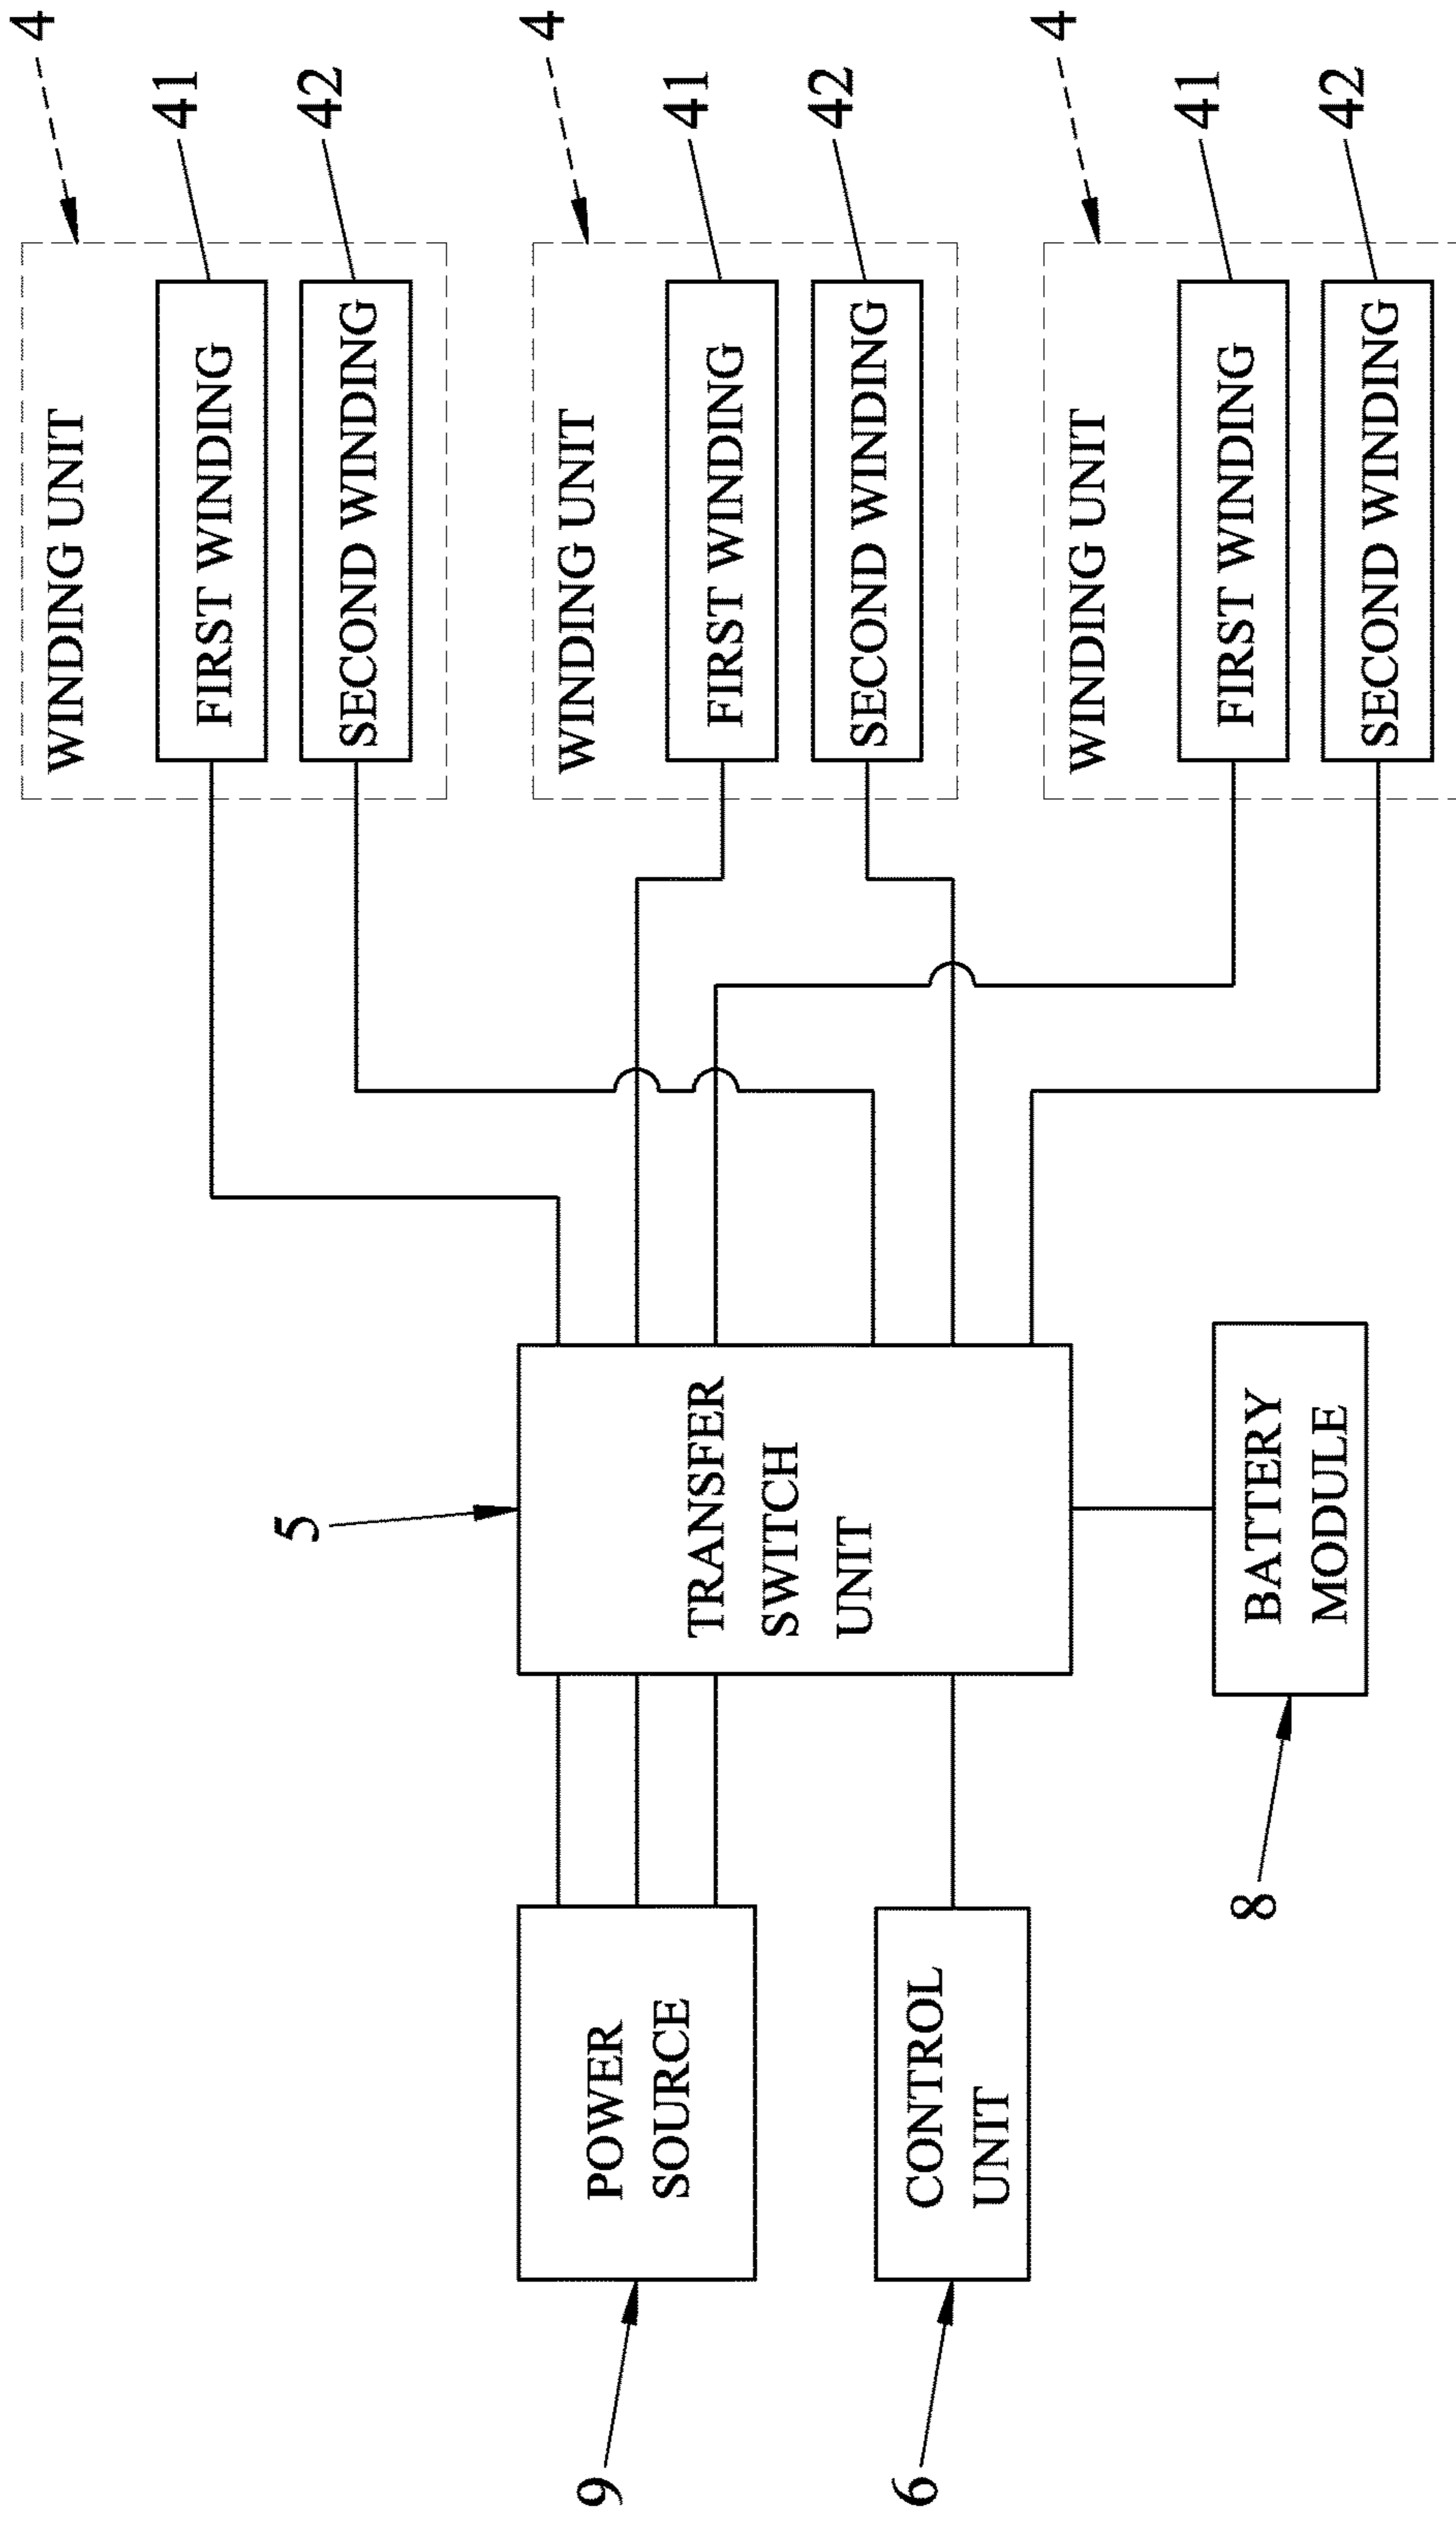 4
WINDING UNIT
FIRST WINDING
41
SECOND WINDING
42
4
WINDING UNIT
FIRST WINDING
41
SECOND WINDING
42
4
WINDING UNIT
FIRST WINDING
41
SECOND WINDING
42
5
TRANSFER
SWITCH
UNIT
9
POWER
SOURCE
6
CONTROL
UNIT
8
BATTERY
MODULE